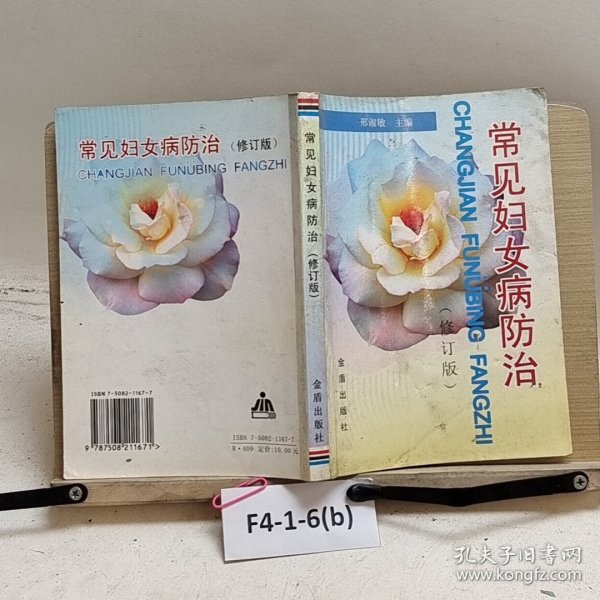 常见妇女病防治（修订版）
CHANGJIAN FUNUBING FANGZHI
ISBN 7-5082-1167-7
9 787508 211671 >
ISBN 7-5082-1167-7
R·409 定价:10.00元
常见妇女病防治（修订版）
金盾出版社
邢淑敏 主编
常见妇女病防治
CHANGJIAN FUNUBING FANGZHI
（修订版）
金盾出版社
F4-1-6(b)
孔夫子旧书网
www.kongfz.com